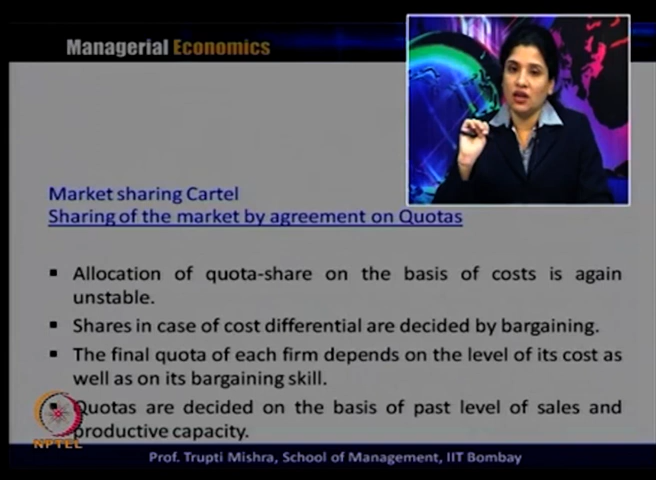 Managerial Economics
Market sharing Cartel
Sharing of the market by agreement on Quotas
▪ Allocation of quota-share on the basis of costs is again
unstable.
▪ Shares in case of cost differential are decided by bargaining.
▪ The final quota of each firm depends on the level of its cost as
well as on its bargaining skill.
▪ Quotas are decided on the basis of past level of sales and
productive capacity.
NPTEL
Prof. Trupti Mishra, School of Management, IIT Bombay